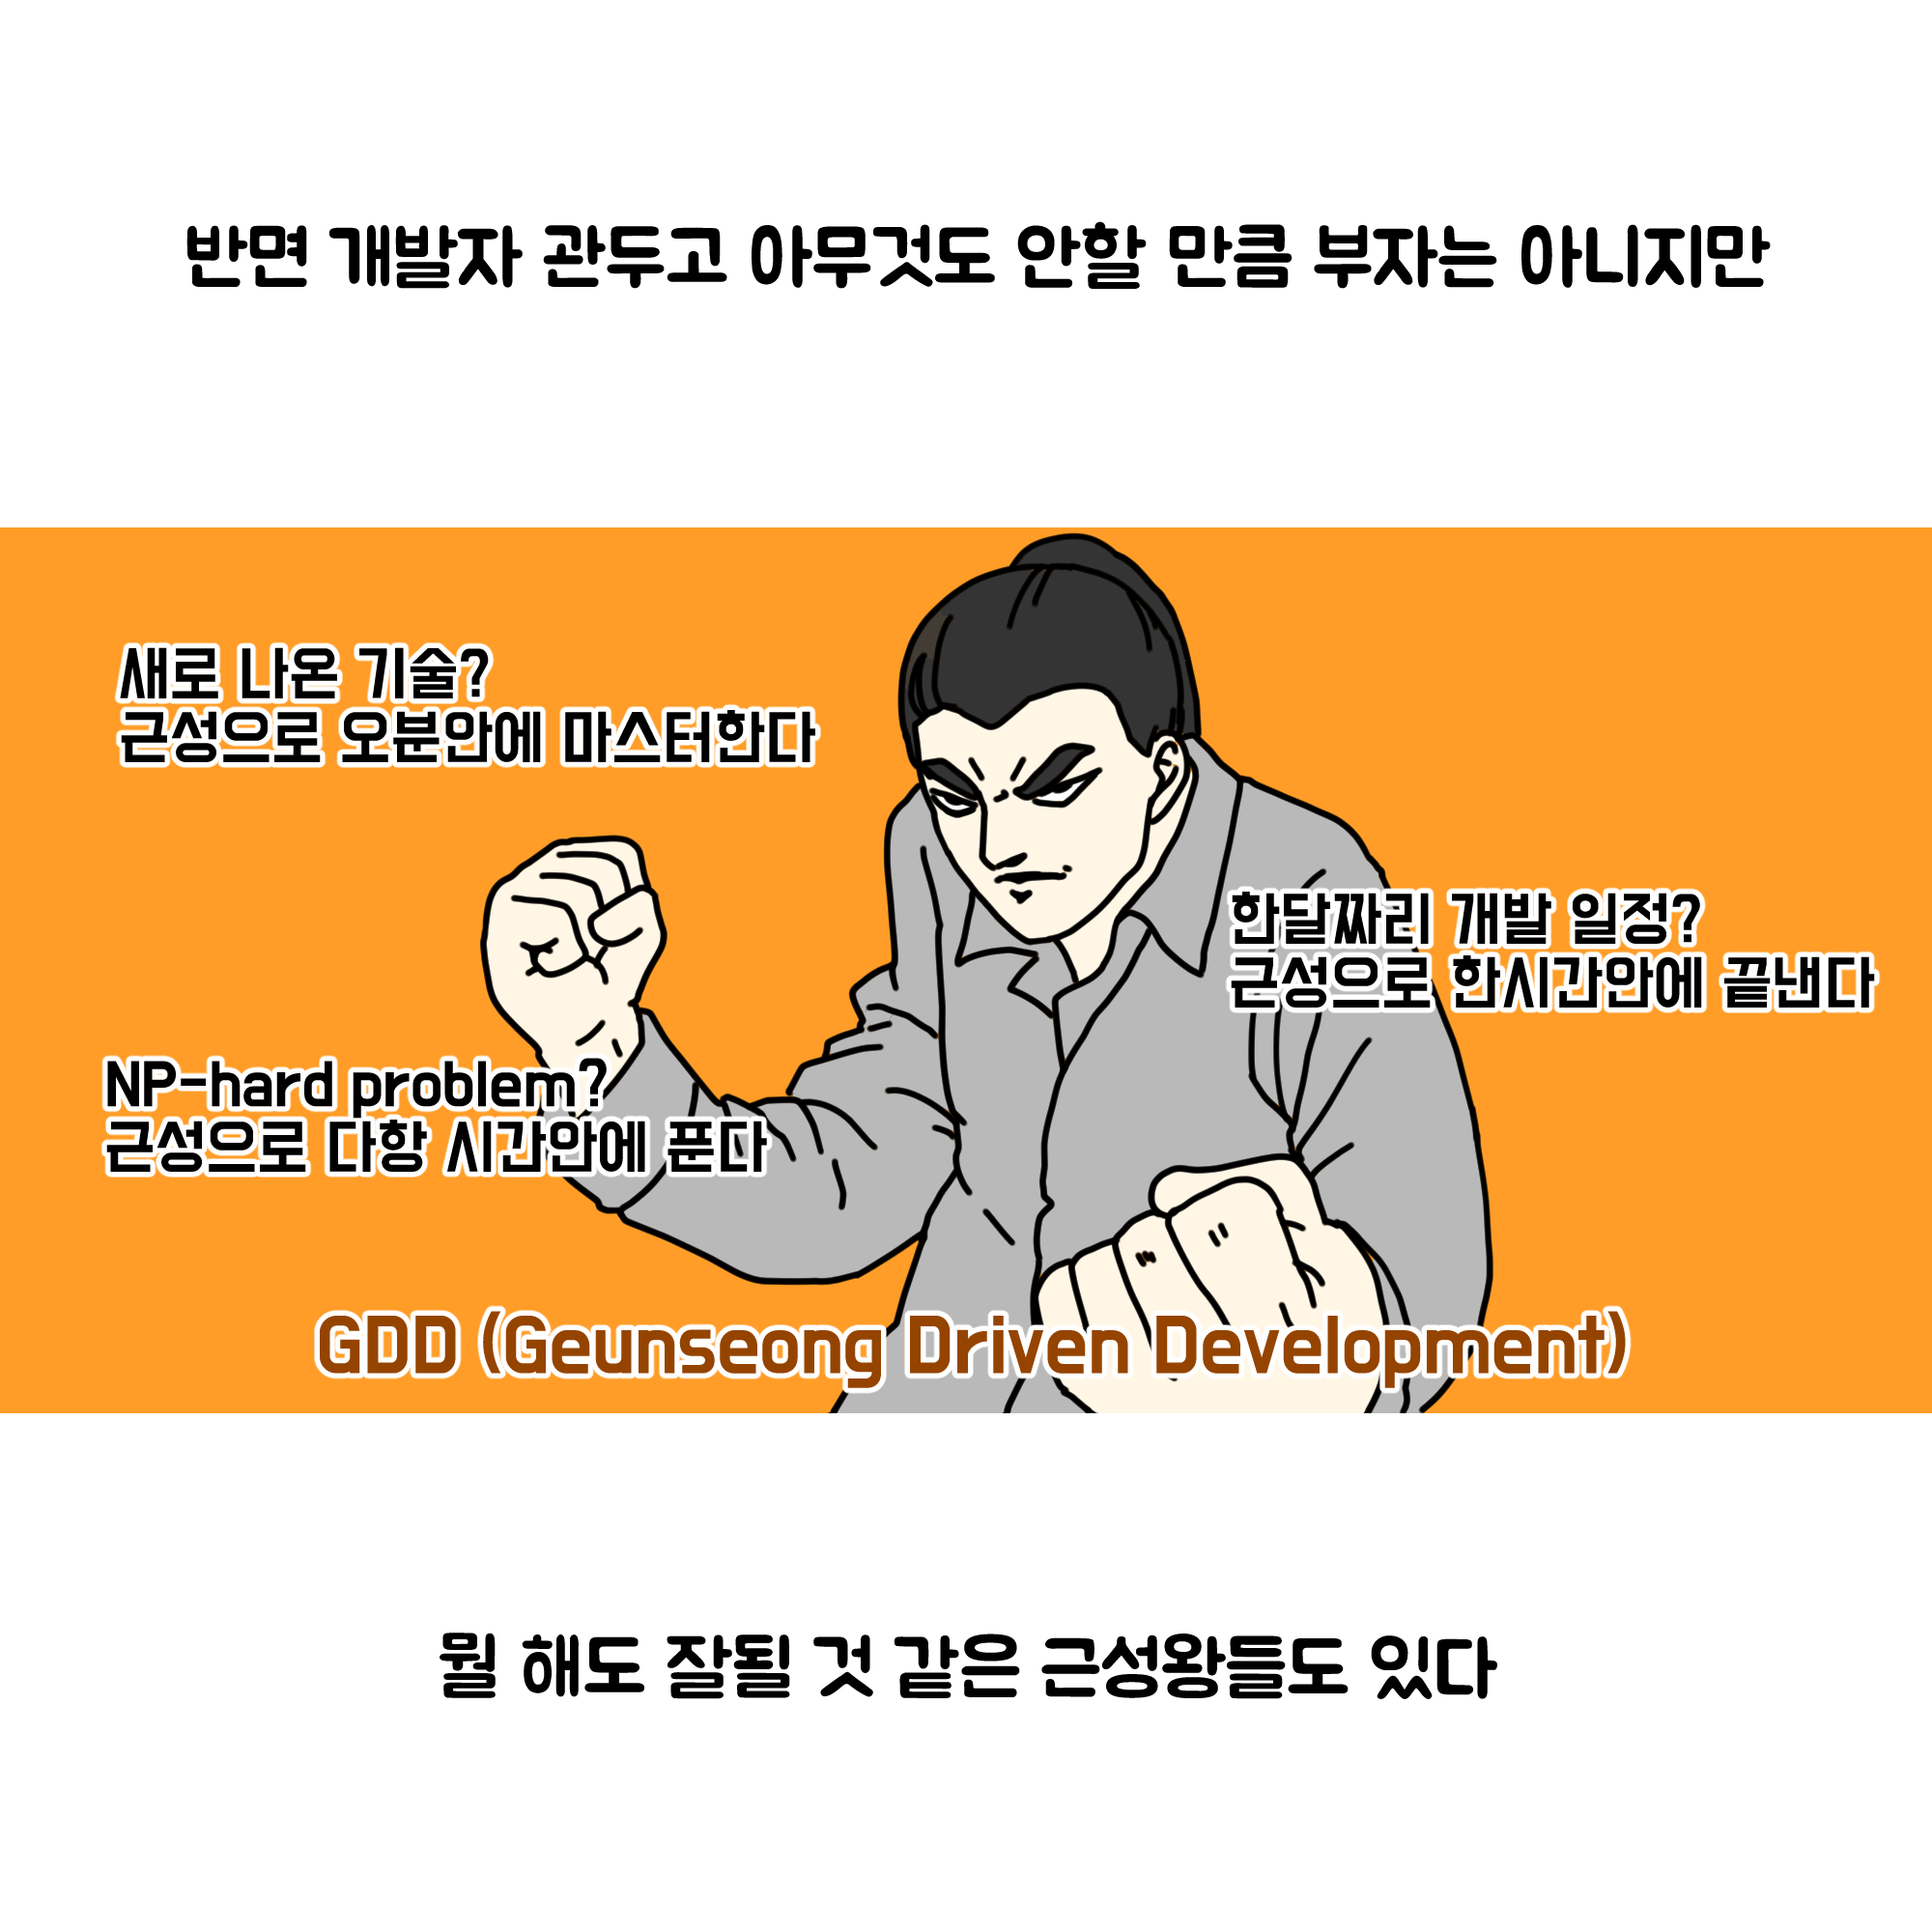 반면 개발자 관두고 아무것도 안할 만큼 부자는 아니지만
새로 나온 기술?
근성으로 오분안에 마스터한다
한달짜리 개발 일정?
근성으로 한시간안에 끝낸다
NP-hard problem?
근성으로 다항 시간안에 푼다
GDD (Geunseong Driven Development)
뭘 해도 잘될 것 같은 근성왕들도 있다